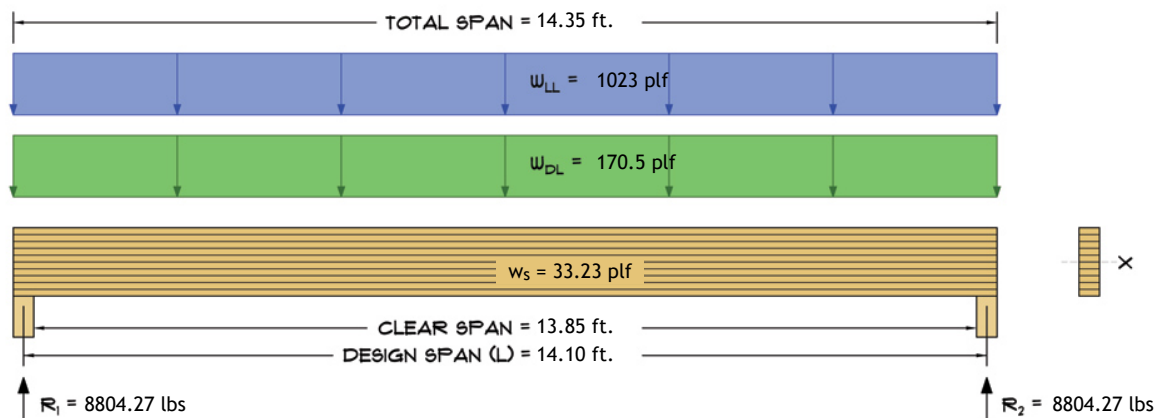 TOTAL SPAN = 14.35 ft.
wLL = 1023 plf
wDL = 170.5 plf
ws = 33.23 plf
X
CLEAR SPAN = 13.85 ft.
DESIGN SPAN (L) = 14.10 ft.
R1 = 8804.27 lbs
R2 = 8804.27 lbs